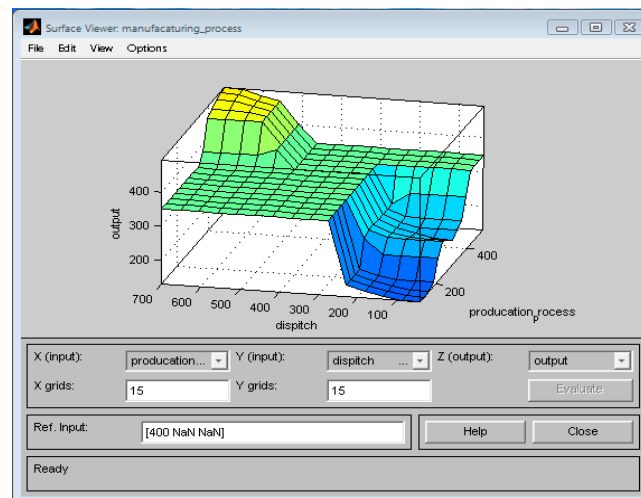 Surface Viewer: manufacaturing_process
File Edit View Options
400
300
200
output
700 600 500 400 300 200 100
dispitch
400
200
producation_process
X (input): producation... Y (input): dispitch ... Z (output): output
X grids: 15 Y grids: 15 Evaluate
Ref. Input: [400 NaN NaN] Help Close
Ready